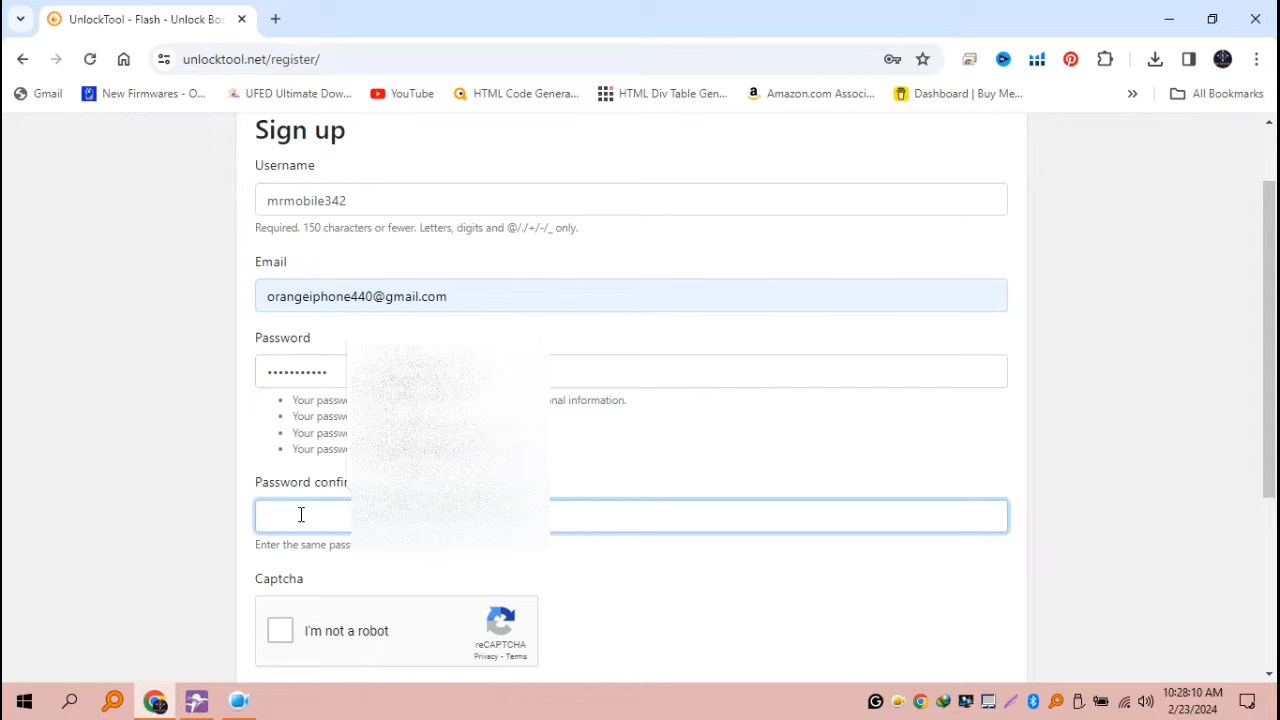 UnlockTool - Flash - Unlock Boo
unlocktool.net/register/
Gmail
New Firmwares - O...
UFED Ultimate Dow...
YouTube
HTML Code Genera...
HTML Div Table Gen...
Amazon.com Associ...
Dashboard | Buy Me...
All Bookmarks
Sign up
Username
mrmobile342
Required. 150 characters or fewer. Letters, digits and @/./+/-/_ only.
Email
orangeiphone440@gmail.com
Password
•••••••••••
Your passw
nal information.
Your passw
Your passw
Your passw
Password confir
Enter the same pass
Captcha
I'm not a robot
reCAPTCHA
Privacy - Terms
10:28:10 AM
2/23/2024